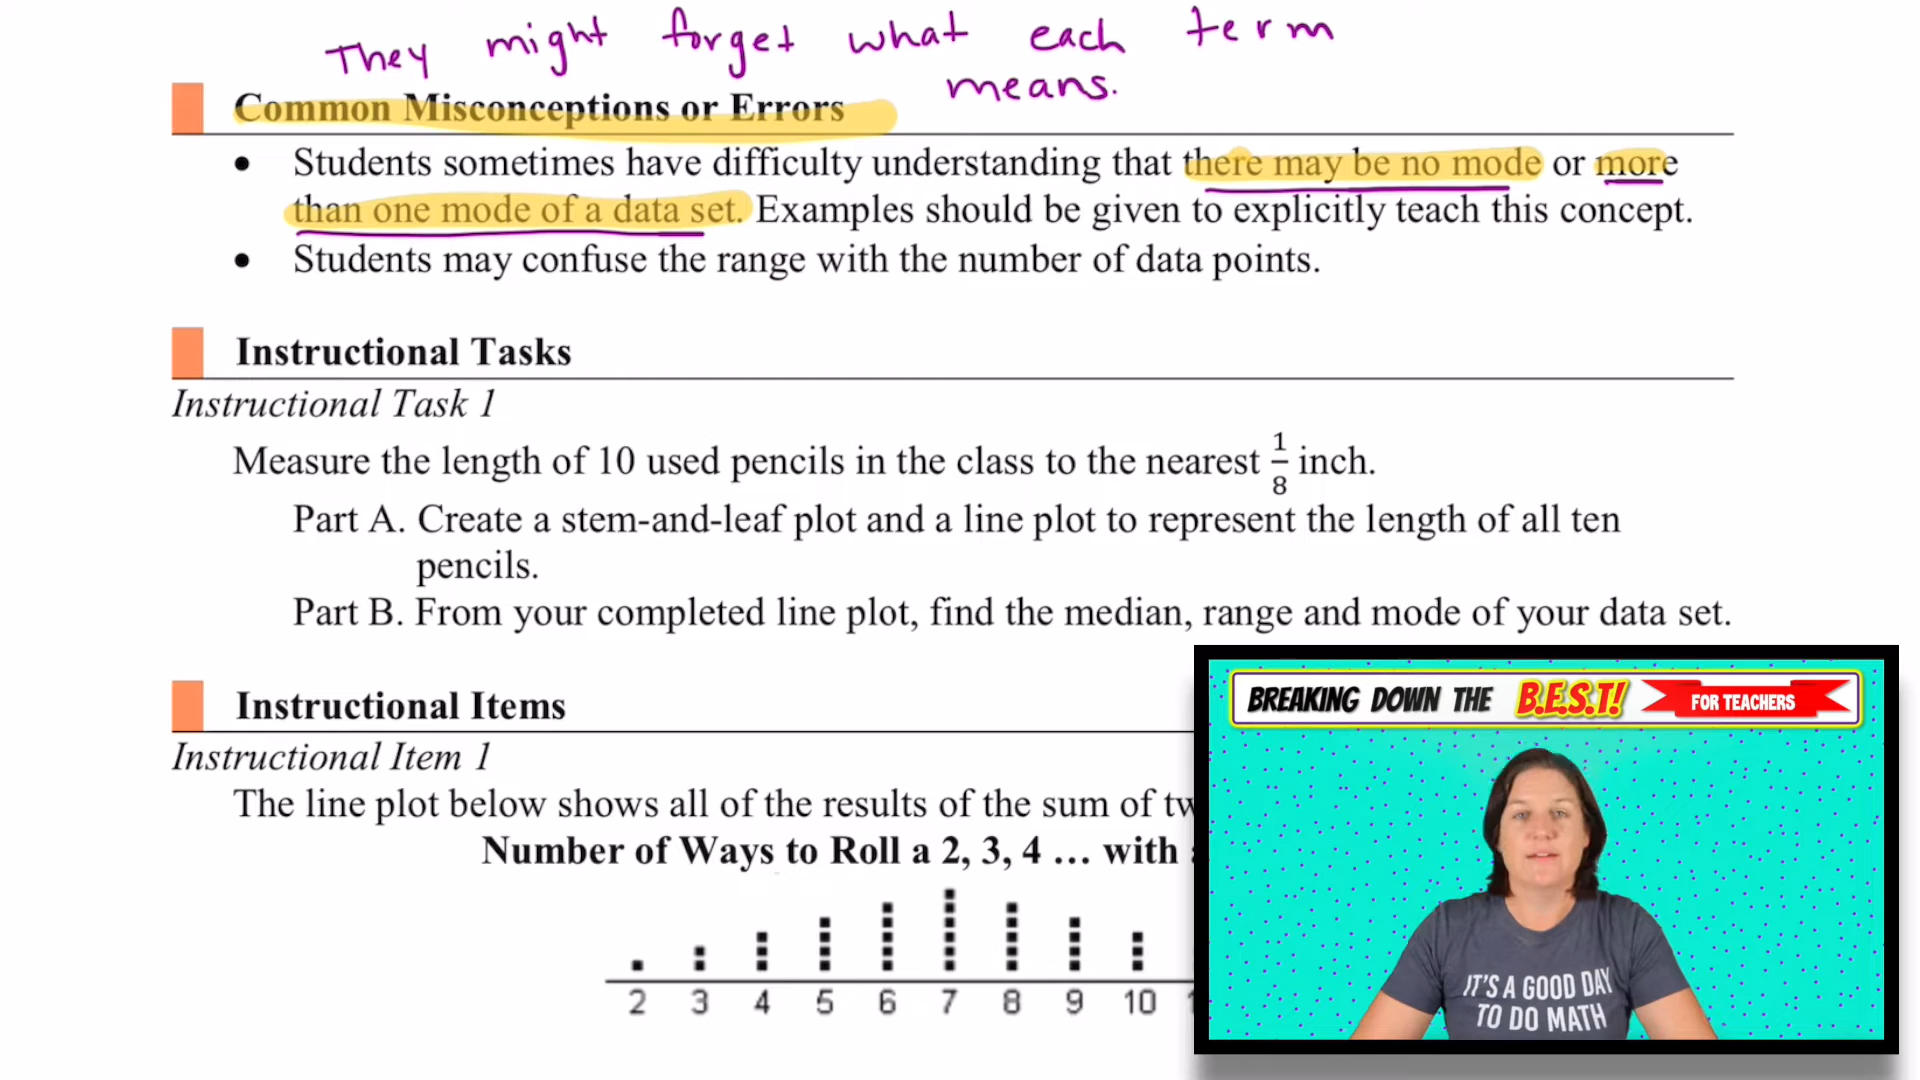 They might forget what each term
means.
Common Misconceptions or Errors
• Students sometimes have difficulty understanding that there may be no mode or more
than one mode of a data set. Examples should be given to explicitly teach this concept.
• Students may confuse the range with the number of data points.
Instructional Tasks
Instructional Task 1
Measure the length of 10 used pencils in the class to the nearest 1/8 inch.
Part A. Create a stem-and-leaf plot and a line plot to represent the length of all ten
pencils.
Part B. From your completed line plot, find the median, range and mode of your data set.
Instructional Items
Instructional Item 1
The line plot below shows all of the results of the sum of tw
Number of Ways to Roll a 2, 3, 4 … with
2 3 4 5 6 7 8 9 10
BREAKING DOWN THE B.E.S.T! FOR TEACHERS
IT'S A GOOD DAY
TO DO MATH